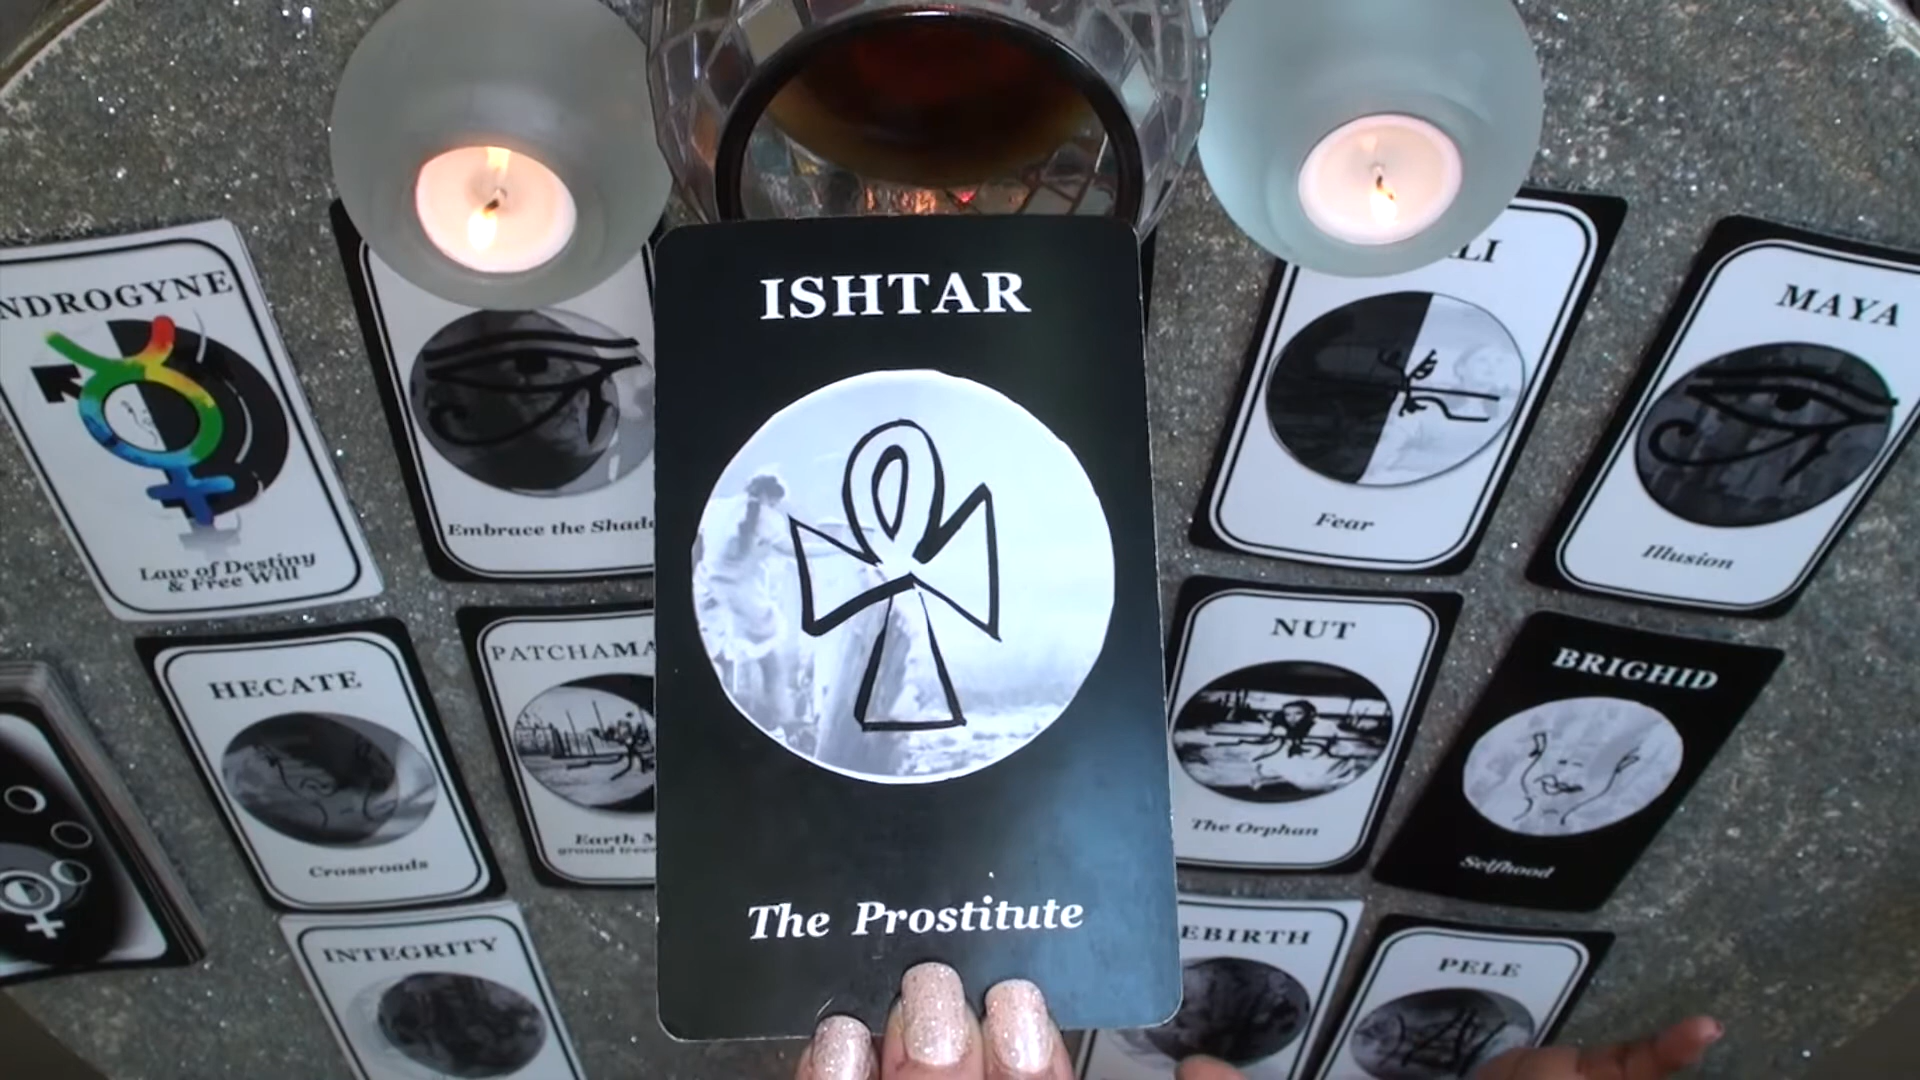 ISHTAR
The Prostitute
NDROGYNE
Law of Destiny
& Free Will
Embrace the Shad
LI
Fear
MAYA
Illusion
HECATE
Crossroads
PATCHAMA
Earth M
ground
NUT
The Orphan
BRIGHID
Selfhood
INTEGRITY
EBIRTH
PELE